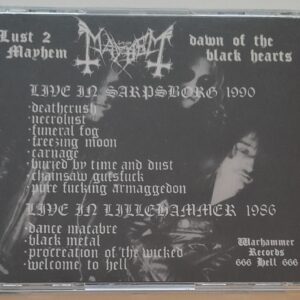 Lust 2
Mayhem
MAYHEM
dawn of the
black hearts
LIVE IN SARPSBORG 1990
·deathcrush
·necrolust
·funeral fog
·freezing moon
·carnage
·buried by time and dust
·chainsaw gutsfuck
·pure fucking armaggedon
LIVE IN LILLEHAMMER 1986
·dance macabre
·black metal
·procreation of the wicked
·welcome to hell
Warhammer
Records
666 Hell 666